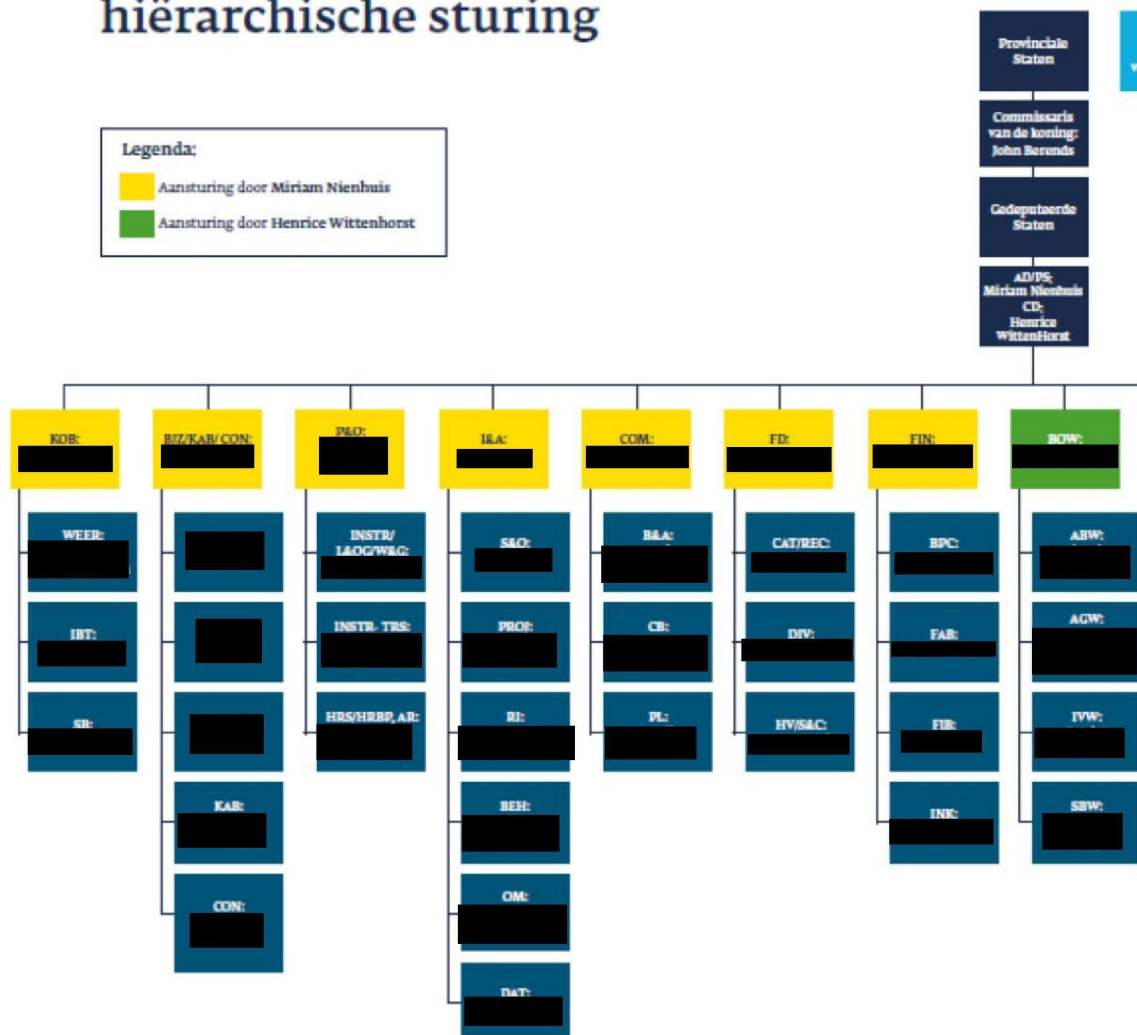 hiërarchische sturing
Legenda:
Aansturing door Miriam Nienhuis
Aansturing door Henrice Wittenhorst
Provinciale
Staten
Commissaris
van de koning:
John Berends
Gedeputeerde
Staten
AD/PS;
Miriam Nienhuis
CD;
Henrice
WittenHorst
KOB:
BJZ/KAB/ CON:
P&O:
I&A:
COM:
FD:
FIN:
BOW:
WEER:
IBT:
SB:
KAB:
CON:
INSTR/
L&OG/W&G:
INSTR- TRS:
HRS/HRBP, AR:
S&O:
PROJ:
RI:
BEH:
OM:
DAT:
B&A:
CB:
PL:
CAT/REC:
DIV:
HV/S&C:
BPC:
FAB:
FIB:
INK:
ABW:
AGW:
IVW:
SBW: